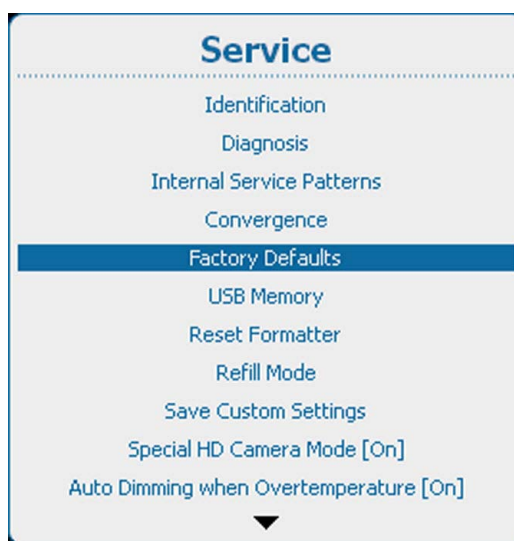 Service
Identification
Diagnosis
Internal Service Patterns
Convergence
Factory Defaults
USB Memory
Reset Formatter
Refill Mode
Save Custom Settings
Special HD Camera Mode [On]
Auto Dimming when Overtemperature [On]